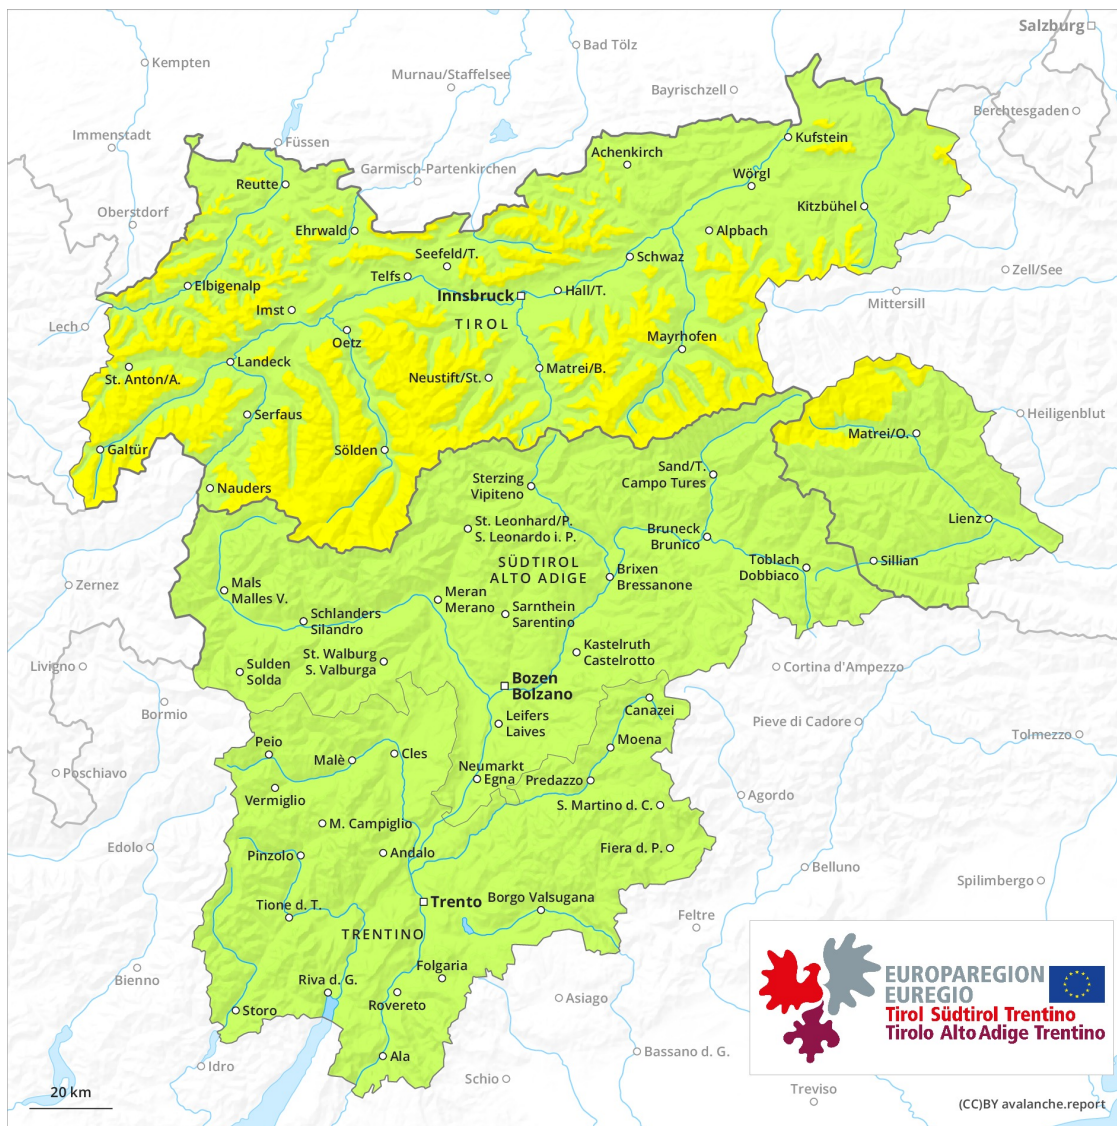 Salzburg
Bad Tölz
Kempten
Murnau/Staffelsee
Bayrischzell
Berchtesgaden
Immenstadt
Füssen
Kufstein
Achenkirch
Garmisch-Partenkirchen
Wörgl
Reutte
Oberstdorf
Kitzbühel
Ehrwald
Alpbach
Seefeld/T.
Schwaz
Zell/See
Telfs
Elbigenalp
Hall/T.
Innsbruck
Mittersill
Imst
TIROL
Lech
Oetz
Mayrhofen
Landeck
Matrei/B.
St. Anton/A.
Neustift/St.
Serfaus
Heiligenblut
Matrei/O.
Galtür
Sölden
Sand/T.
Campo Tures
Sterzing
Vipiteno
Nauders
Lienz
St. Leonhard/P.
S. Leonardo i. P.
Bruneck
Brunico
SÜDTIROL
ALTO ADIGE
Toblach
Dobbiaco
Sillian
Brixen
Bressanone
Zernez
Mals
Malles V.
Meran
Merano
Sarnthein
Sarentino
Schlanders
Silandro
Kastelruth
Castelrotto
St. Walburg
S. Valburga
Livigno
Sulden
Solda
Cortina d'Ampezzo
Bozen
Bolzano
Bormio
Canazei
Leifers
Laives
Pieve di Cadore
Tolmezzo
Moena
Peio
Cles
Malè
Poschiavo
Neumarkt
Egna
Predazzo
Vermiglio
Agordo
S. Martino d. C.
M. Campiglio
Edolo
Pinzolo
Andalo
Fiera d. P.
Belluno
Spilimbergo
Trento
Borgo Valsugana
Tione d. T.
Feltre
TRENTINO
Bienno
Folgaria
Riva d. G.
Rovereto
Asiago
Storo
EUROPAREGION
EUREGIO
Tirol Südtirol Trentino
Tirolo Alto Adige Trentino
Ala
Bassano d. G.
Idro
Schio
20 km
Treviso
(CC)BY avalanche.report